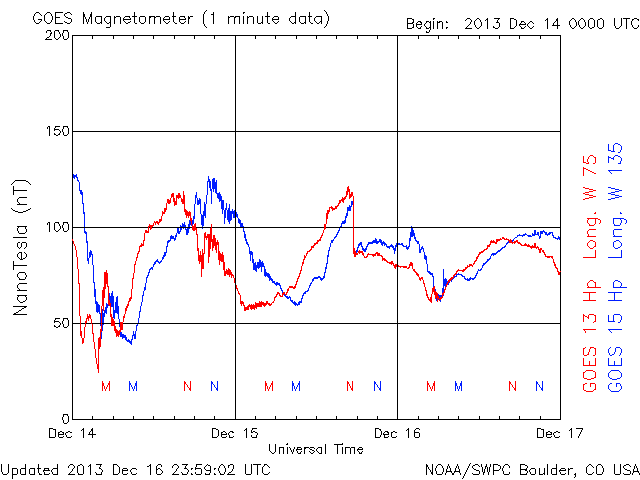 GOES Magnetometer (1 minute data)
Begin: 2013 Dec 14 0000 UTC
200
150
100
50
0
NanoTesla (nT)
M M N N M M N N M M N N
Dec 14 Dec 15 Dec 16 Dec 17
Universal Time
GOES 13 Hp Long. W 75
GOES 15 Hp Long. W 135
Updated 2013 Dec 16 23:59:02 UTC
NOAA/SWPC Boulder, CO USA